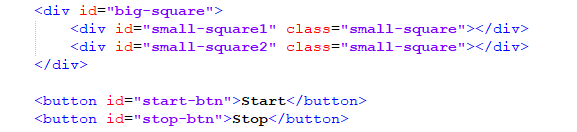 <div id="big-square">
    <div id="small-square1" class="small-square"></div>
    <div id="small-square2" class="small-square"></div>
</div>

<button id="start-btn">Start</button>
<button id="stop-btn">Stop</button>